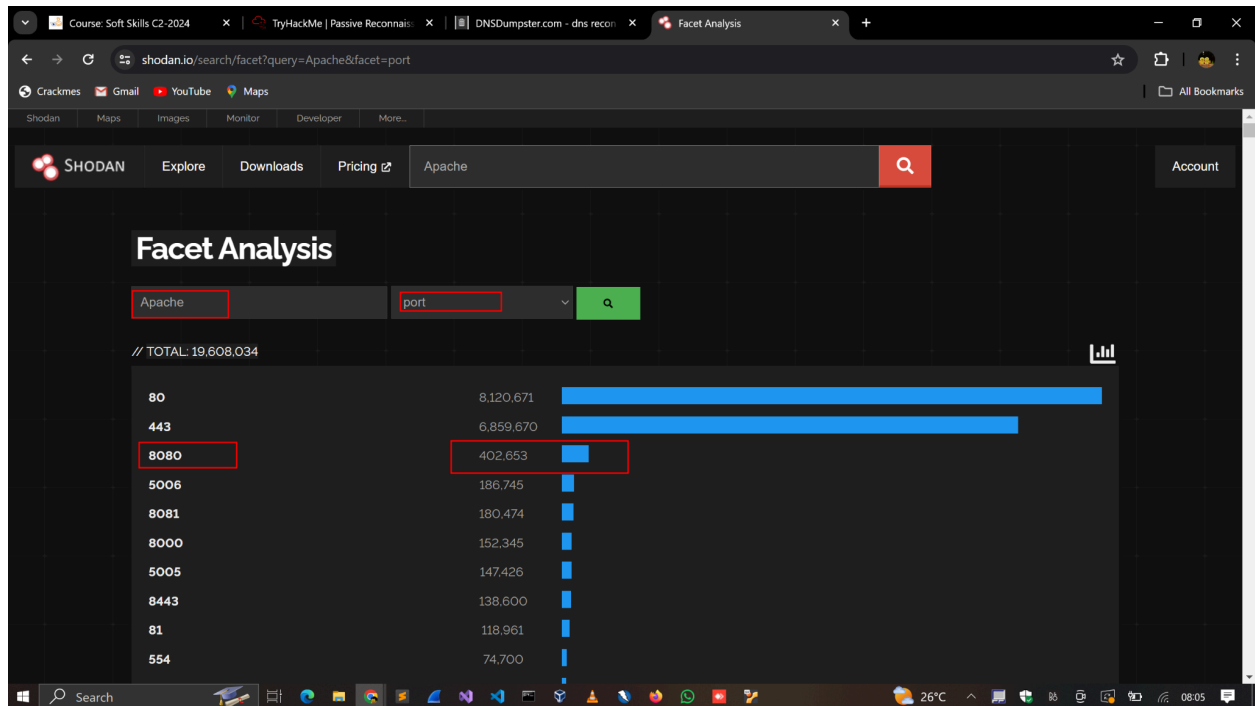 Course: Soft Skills C2-2024
TryHackMe | Passive Reconnaiss
DNSDumpster.com - dns recon
Facet Analysis
shodan.io/search/facet?query=Apache&facet=port
Crackmes Gmail YouTube Maps
All Bookmarks
Shodan Maps Images Monitor Developer More...
SHODAN Explore Downloads Pricing Apache Account
Facet Analysis
Apache port
// TOTAL: 19,608,034
80 8,120,671
443 6,859,670
8080 402,653
5006 186,745
8081 180,474
8000 152,345
5005 147,426
8443 138,600
81 118,961
554 74,700
Search 26°C 08:05